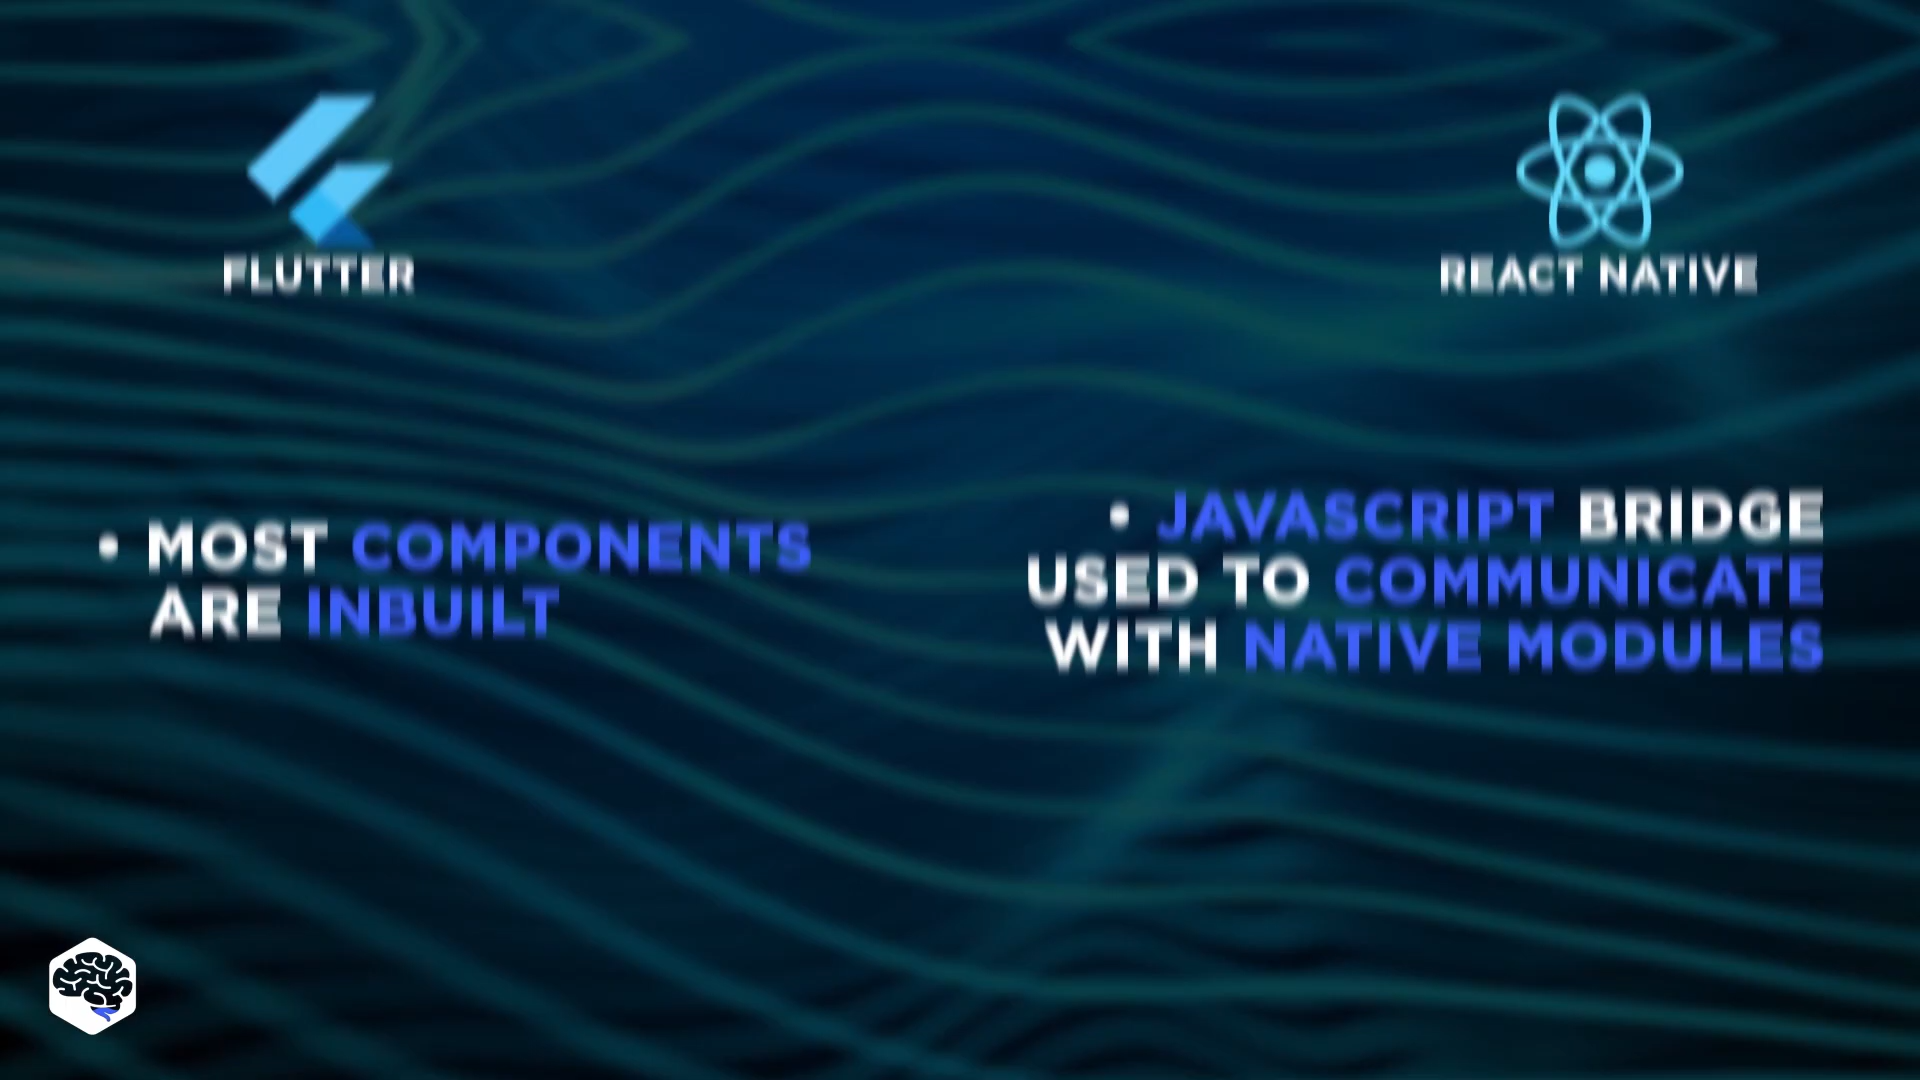 FLUTTER
REACT NATIVE
• MOST COMPONENTS
ARE INBUILT
• JAVASCRIPT BRIDGE
USED TO COMMUNICATE
WITH NATIVE MODULES